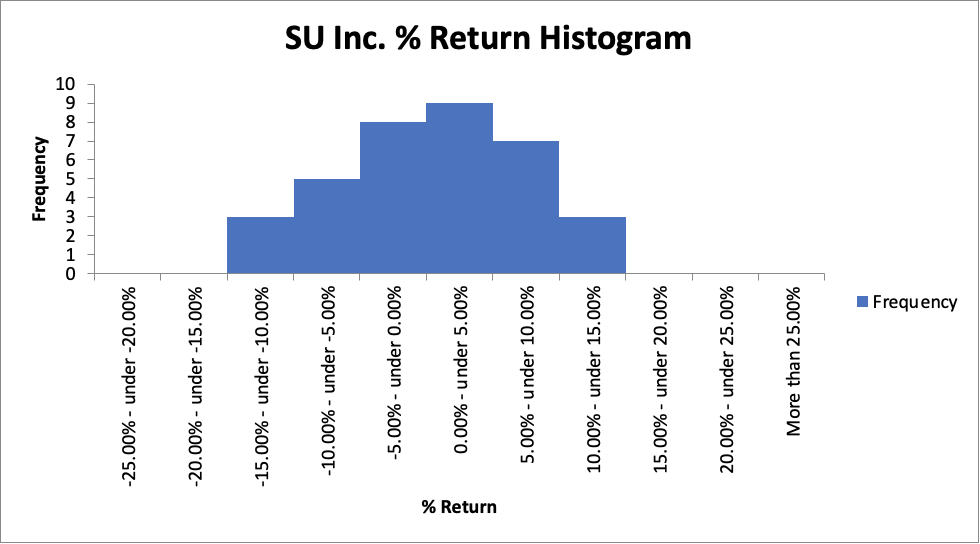 SU Inc. % Return Histogram
Frequency
10
9
8
7
6
5
4
3
2
1
0
-25.00% - under -20.00%
-20.00% - under -15.00%
-15.00% - under -10.00%
-10.00% - under -5.00%
-5.00% - under 0.00%
0.00% - under 5.00%
5.00% - under 10.00%
10.00% - under 15.00%
15.00% - under 20.00%
20.00% - under 25.00%
More than 25.00%
% Return
Frequency